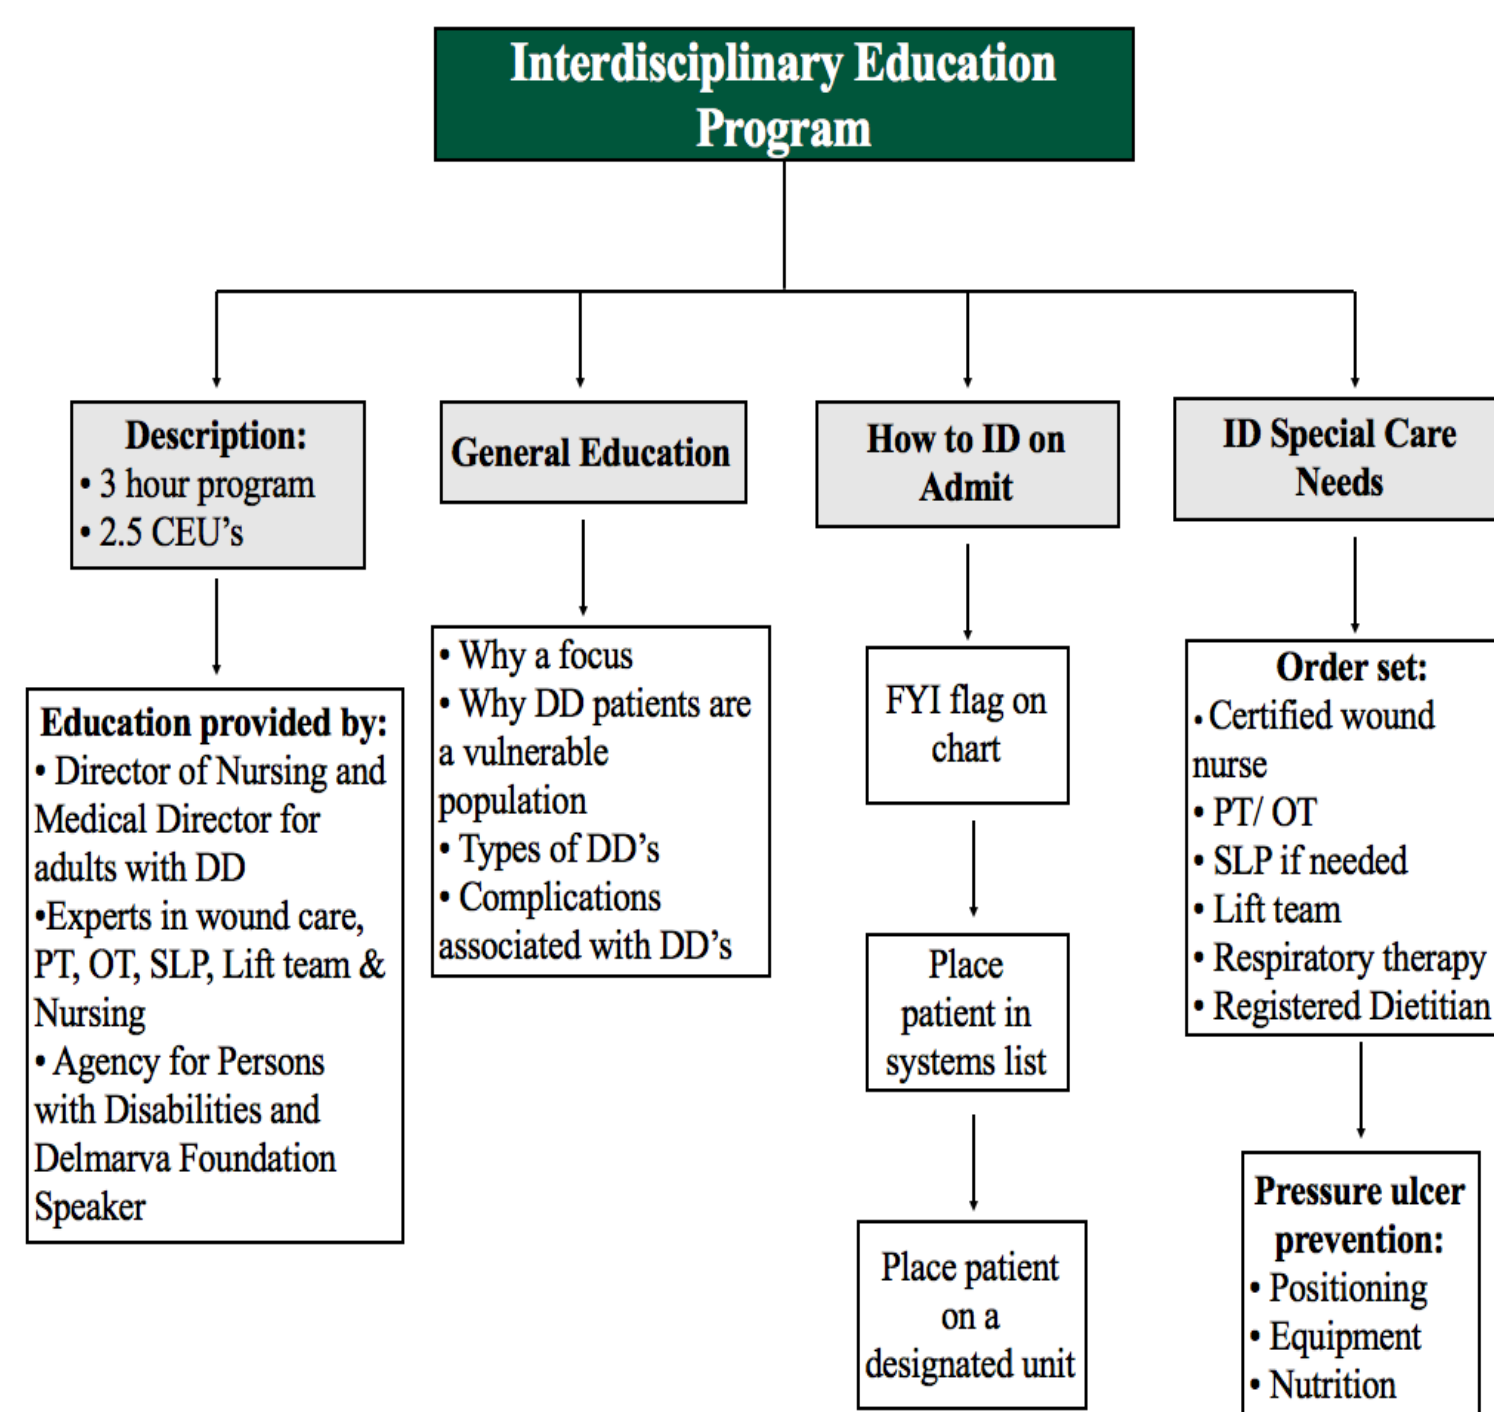 Interdisciplinary Education
Program
Description:
• 3 hour program
• 2.5 CEU’s
Education provided by:
• Director of Nursing and
Medical Director for
adults with DD
•Experts in wound care,
PT, OT, SLP, Lift team &
Nursing
• Agency for Persons
with Disabilities and
Delmarva Foundation
Speaker
General Education
• Why a focus
• Why DD patients are
a vulnerable
population
• Types of DD’s
• Complications
associated with DD’s
How to ID on
Admit
FYI flag on
chart
Place
patient in
systems list
Place patient
on a
designated unit
ID Special Care
Needs
Order set:
• Certified wound
nurse
• PT/ OT
• SLP if needed
• Lift team
• Respiratory therapy
• Registered Dietitian
Pressure ulcer
prevention:
• Positioning
• Equipment
• Nutrition